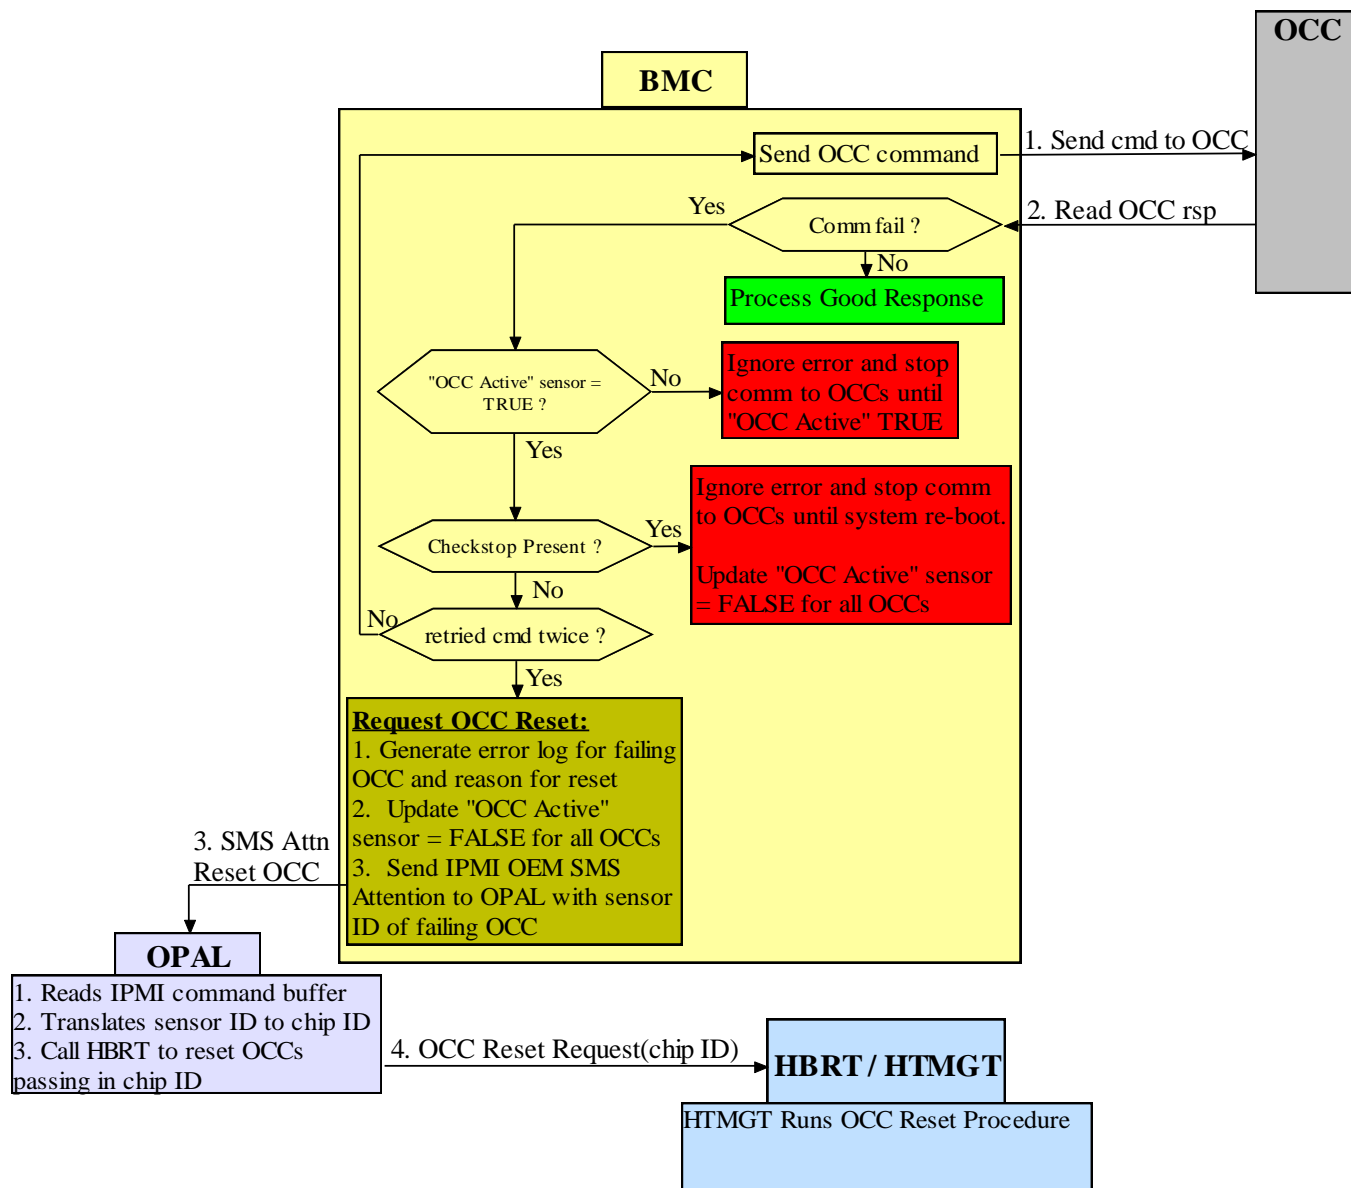 OCC
BMC
Send OCC command
1. Send cmd to OCC
Yes
Comm fail ?
2. Read OCC rsp
No
Process Good Response
"OCC Active" sensor =
TRUE ?
No
Ignore error and stop
comm to OCCs until
"OCC Active" TRUE
Yes
Checkstop Present ?
Yes
Ignore error and stop comm
to OCCs until system re-boot.
Update "OCC Active" sensor
= FALSE for all OCCs
No
No
retried cmd twice ?
Yes
Request OCC Reset:
1. Generate error log for failing
OCC and reason for reset
2. Update "OCC Active"
sensor = FALSE for all OCCs
3. Send IPMI OEM SMS
Attention to OPAL with sensor
ID of failing OCC
3. SMS Attn
Reset OCC
OPAL
1. Reads IPMI command buffer
2. Translates sensor ID to chip ID
3. Call HBRT to reset OCCs
passing in chip ID
4. OCC Reset Request(chip ID)
HBRT / HTMGT
HTMGT Runs OCC Reset Procedure